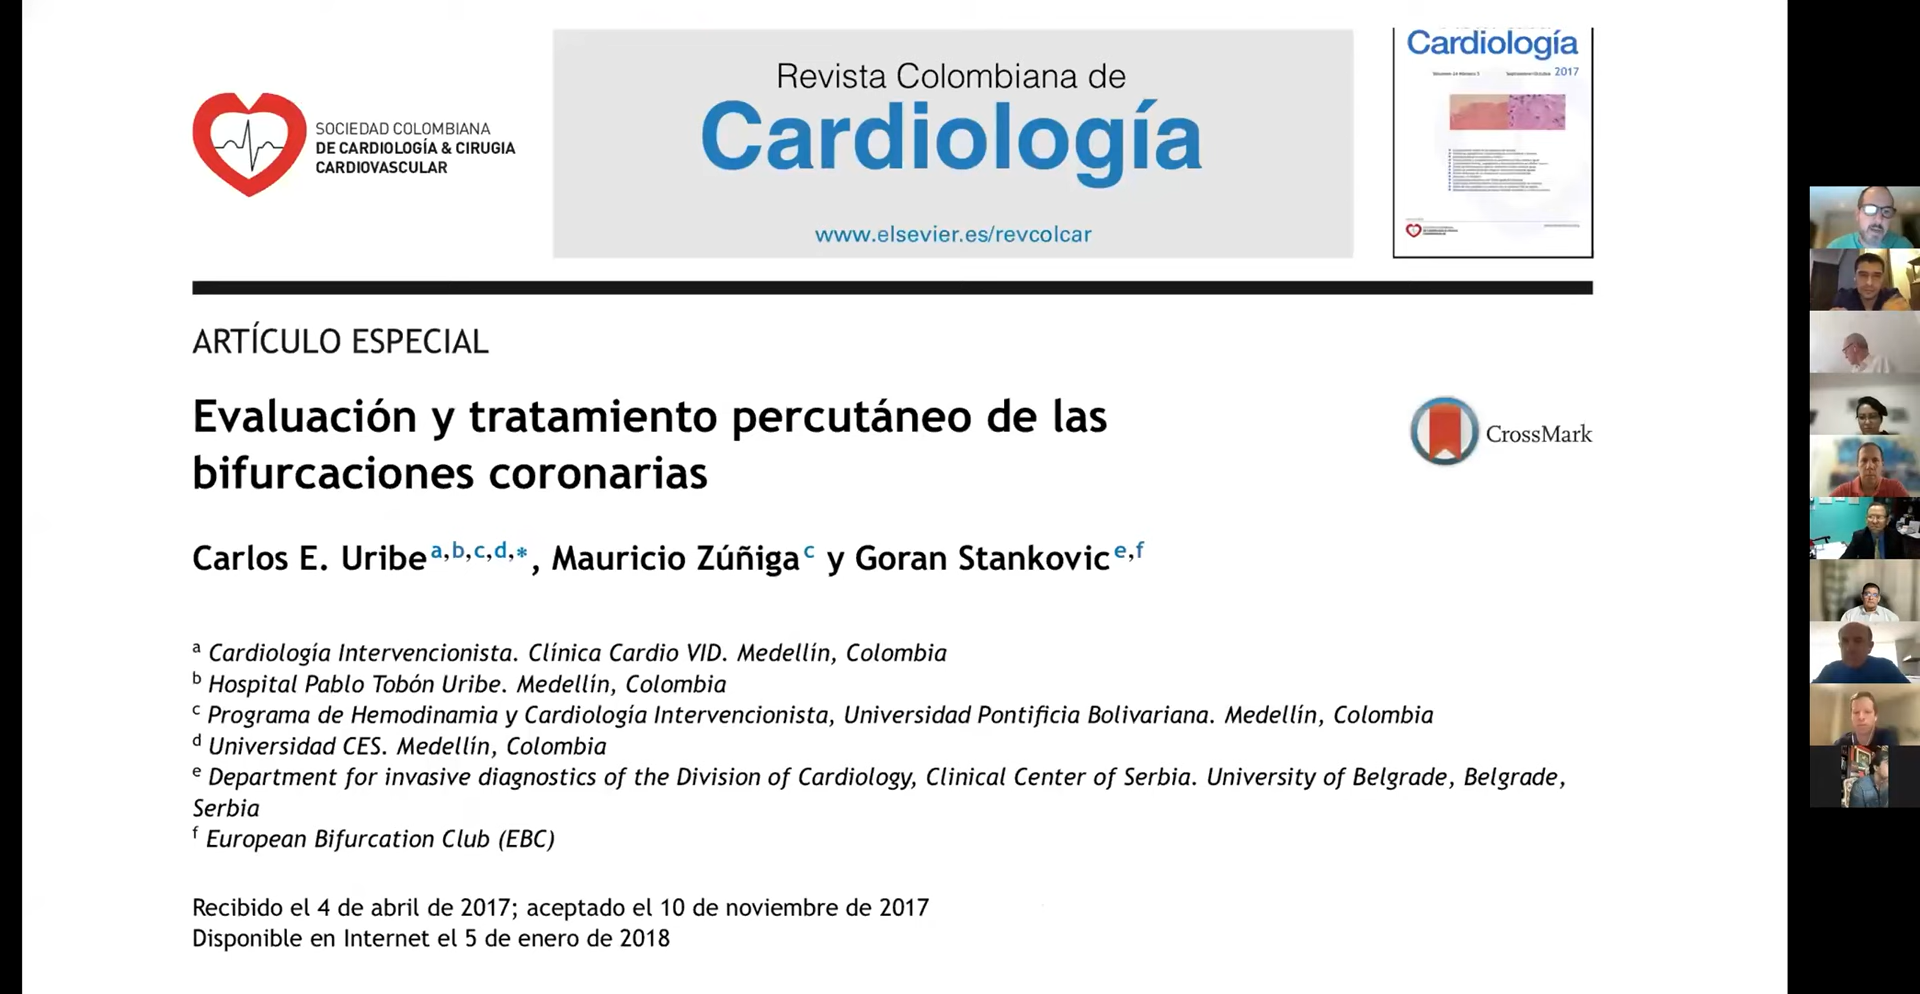 SOCIEDAD COLOMBIANA
DE CARDIOLOGÍA & CIRUGIA
CARDIOVASCULAR
Revista Colombiana de
Cardiología
www.elsevier.es/revcolcar
Cardiología
2017
ARTÍCULO ESPECIAL
Evaluación y tratamiento percutáneo de las
bifurcaciones coronarias
CrossMark
Carlos E. Uribe a,b,c,d,*, Mauricio Zúñiga c y Goran Stankovic e,f
a Cardiología Intervencionista. Clínica Cardio VID. Medellín, Colombia
b Hospital Pablo Tobón Uribe. Medellín, Colombia
c Programa de Hemodinamia y Cardiología Intervencionista, Universidad Pontificia Bolivariana. Medellín, Colombia
d Universidad CES. Medellín, Colombia
e Department for invasive diagnostics of the Division of Cardiology, Clinical Center of Serbia. University of Belgrade, Belgrade,
Serbia
f European Bifurcation Club (EBC)
Recibido el 4 de abril de 2017; aceptado el 10 de noviembre de 2017
Disponible en Internet el 5 de enero de 2018